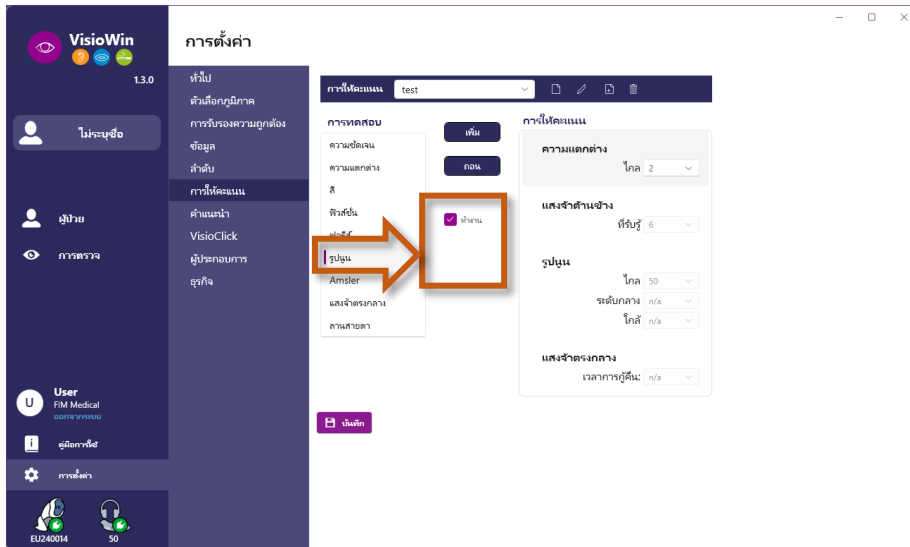 VisioWin
1.3.0
ไม่ระบุชื่อ
ผู้ป่วย
การตรวจ
U
User
FIM Medical
ออกจากระบบ
คู่มือการใช้
การตั้งค่า
EU240014
50
การตั้งค่า
ทั่วไป
ตัวเลือกภูมิภาค
การรับรองความถูกต้อง
ข้อมูล
ลำดับ
การให้คะแนน
คำแนะนำ
VisioClick
ผู้ประกอบการ
ธุรกิจ
การให้คะแนน test
การทดสอบ
ความชัดเจน
ความแตกต่าง
สี
ฟิวส์ชั่น
รูปนูน
Amsler
แสงจ้าตรงกลาง
ลานสายตา
เพิ่ม
ถอน
ทำงาน
การให้คะแนน
ความแตกต่าง
ไกล 2
แสงจ้าด้านข้าง
ที่รับรู้ 6
รูปนูน
ไกล 50
ระดับกลาง n/a
ใกล้ n/a
แสงจ้าตรงกลาง
เวลาการกู้คืน: n/a
บันทึก